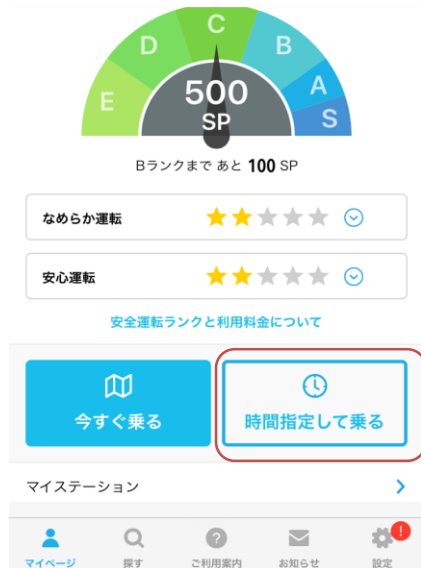 C
D
B
E
A
S
500
SP
Bランクまで あと 100 SP
なめらか運転
安心運転
安全運転ランクと利用料金について
今すぐ乗る
時間指定して乗る
マイステーション
?
!
マイページ
探す
ご利用案内
お知らせ
設定